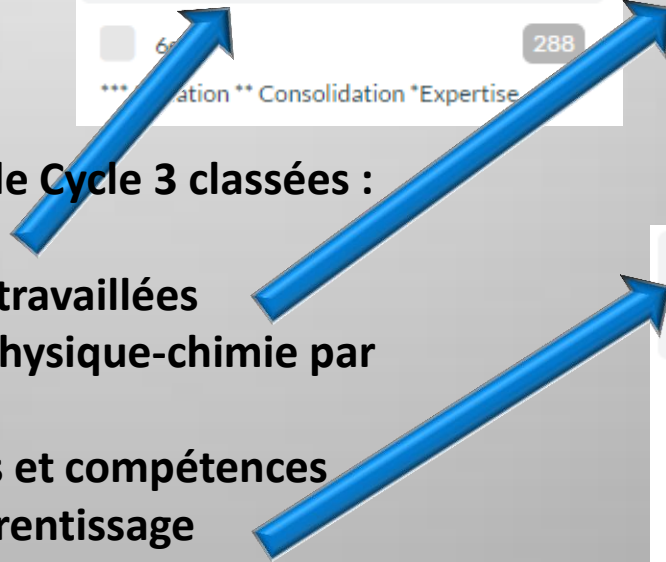 288
*** ation ** Consolidation *Expertise
le Cycle 3 classées :
travaillées
hysique-chimie par
s et compétences
rentissage